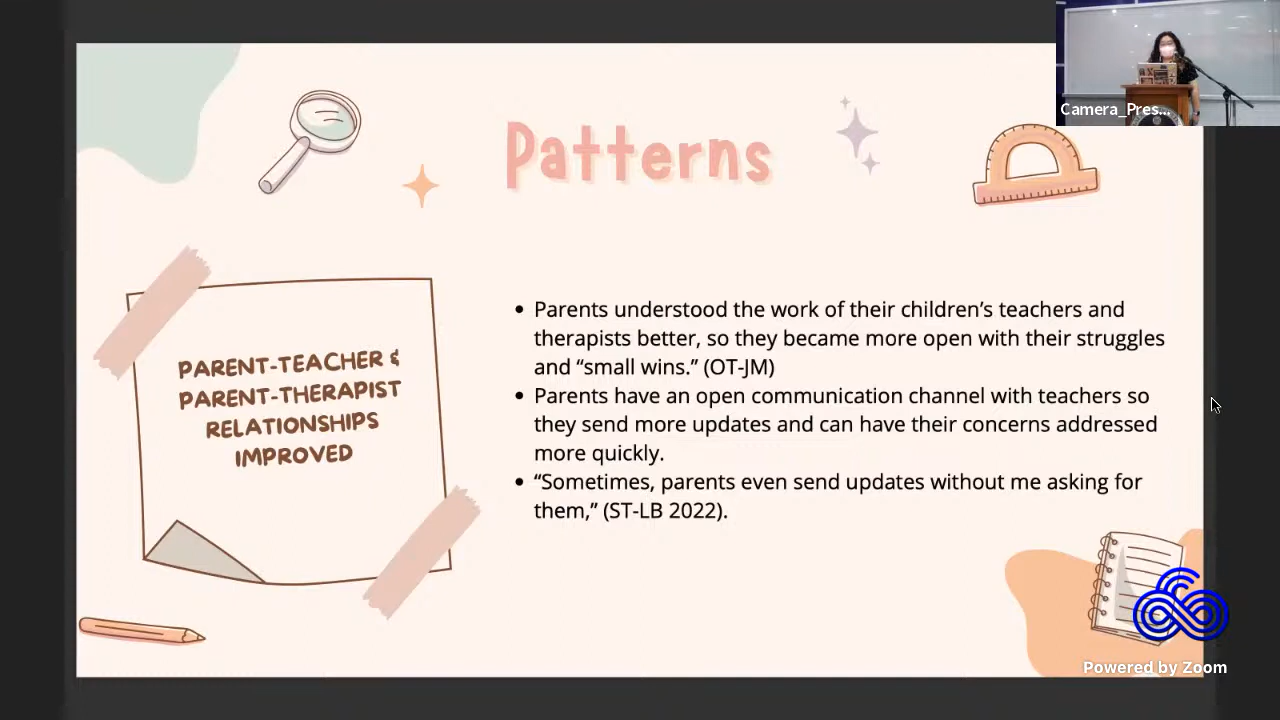 Camera_Pres...
Patterns
PARENT-TEACHER &
PARENT-THERAPIST
RELATIONSHIPS
IMPROVED
• Parents understood the work of their children’s teachers and
therapists better, so they became more open with their struggles
and “small wins.” (OT-JM)
• Parents have an open communication channel with teachers so
they send more updates and can have their concerns addressed
more quickly.
• “Sometimes, parents even send updates without me asking for
them,” (ST-LB 2022).
Powered by Zoom